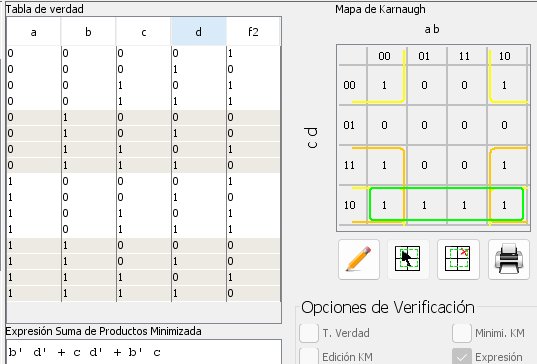 Tabla de verdad
a b c d f2
0 0 0 0 1
0 0 0 1 0
0 0 1 0 1
0 0 1 1 1
0 1 0 0 0
0 1 0 1 0
0 1 1 0 1
0 1 1 1 0
1 0 0 0 1
1 0 0 1 0
1 0 1 0 1
1 0 1 1 1
1 1 0 0 0
1 1 0 1 0
1 1 1 0 1
1 1 1 1 0
Expresión Suma de Productos Minimizada
b' d' + c d' + b' c
Mapa de Karnaugh
a b
c d
00 01 11 10
00 1 0 0 1
01 0 0 0 0
11 1 0 0 1
10 1 1 1 1
Opciones de Verificación
T. Verdad Minimi. KM
Edición KM Expresión